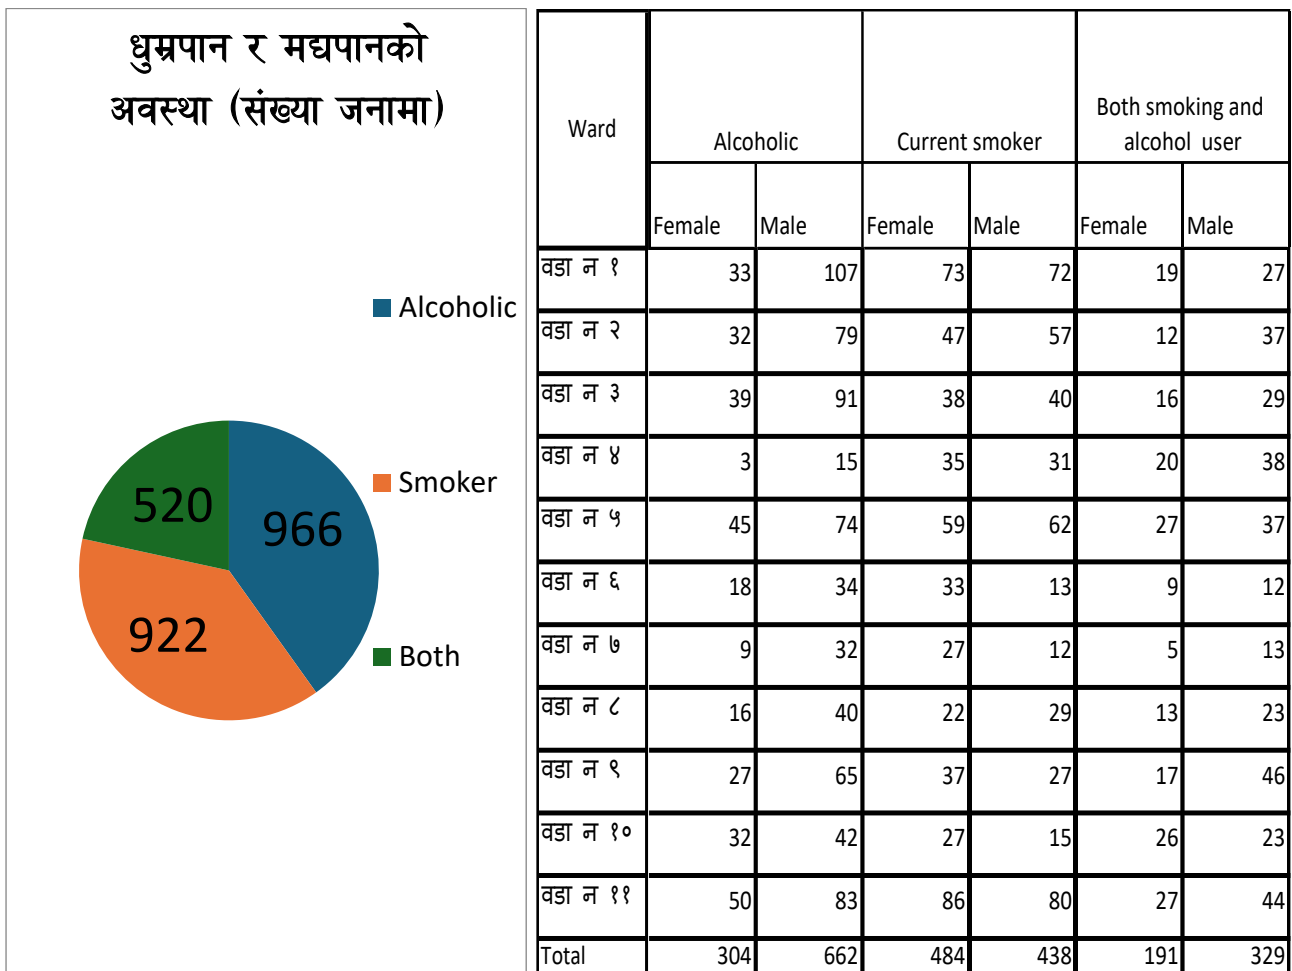 धुम्रपान र मद्यपानको
अवस्था (संख्या जनामा)
Alcoholic
Smoker
Both
520
966
922
Ward Alcoholic Current smoker Both smoking and alcohol user
Female Male Female Male Female Male
वडा न १ 33 107 73 72 19 27
वडा न २ 32 79 47 57 12 37
वडा न ३ 39 91 38 40 16 29
वडा न ४ 3 15 35 31 20 38
वडा न ५ 45 74 59 62 27 37
वडा न ६ 18 34 33 13 9 12
वडा न ७ 9 32 27 12 5 13
वडा न ८ 16 40 22 29 13 23
वडा न ९ 27 65 37 27 17 46
वडा न १० 32 42 27 15 26 23
वडा न ११ 50 83 86 80 27 44
Total 304 662 484 438 191 329